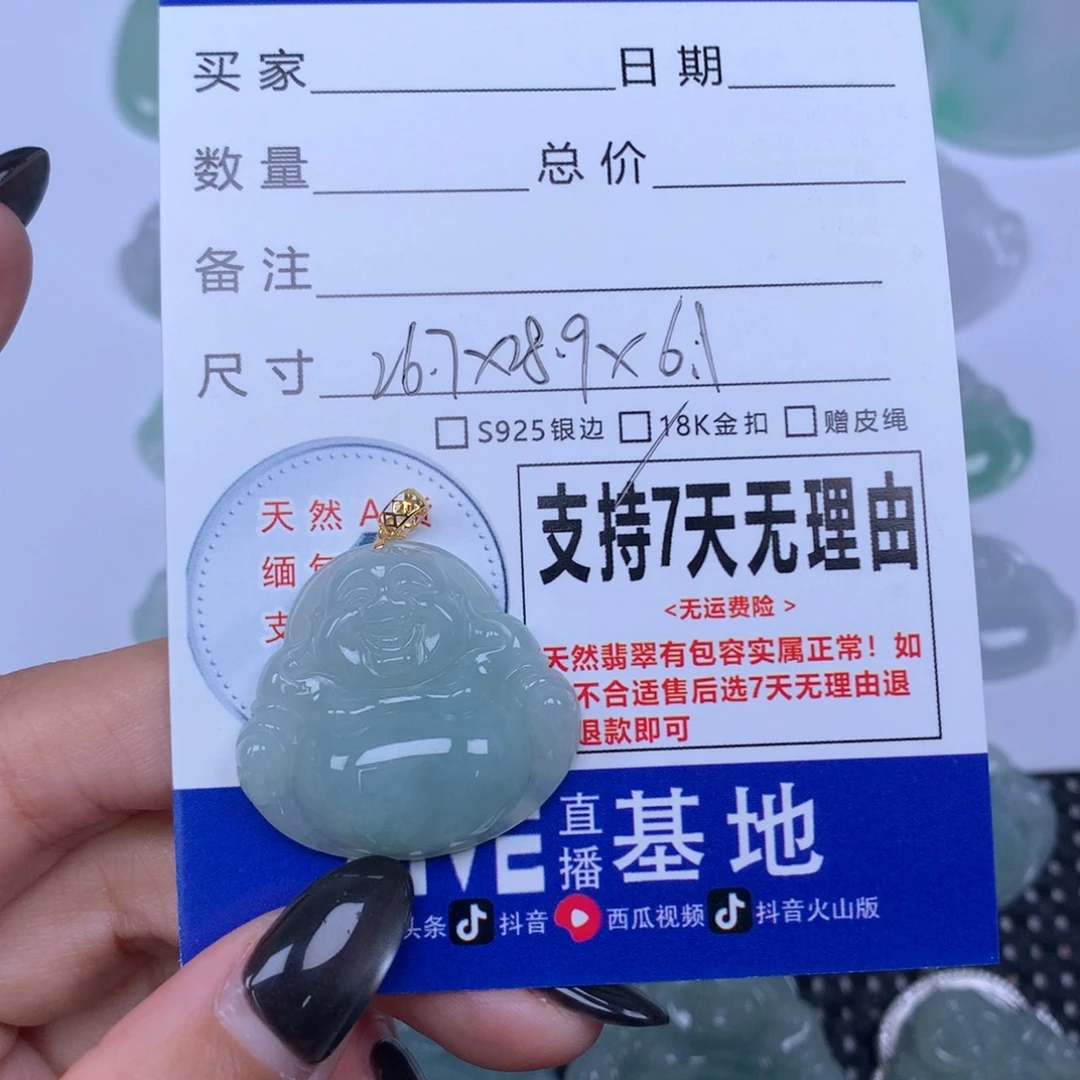 买家 日期
数量 总价
备注
尺寸 26.7×28.9×6.1
S925银边 18K金扣 赠皮绳
天然A
缅
支持7天无理由
<无运费险>
天然翡翠有包容实属正常！如
不合适售后选7天无理由退
退款即可
直播基地
头条 抖音 西瓜视频 抖音火山版